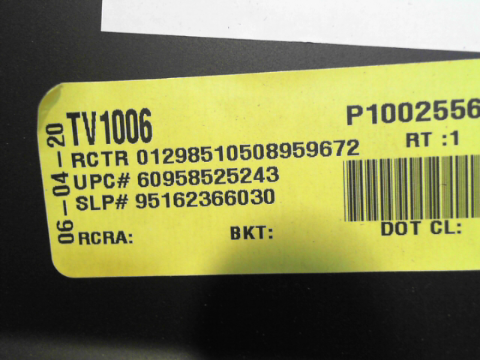 06-04-20
TV1006 P1002556
RCTR 01298510508959672 RT :1
UPC# 60958525243
SLP# 95162366030
RCRA: BKT: DOT CL: